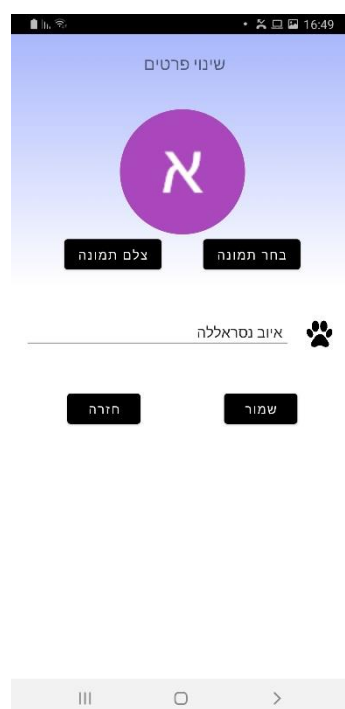 16:49
שינוי פרטים
א
בחר תמונה צלם תמונה
איוב נסראללה
שמור חזרה